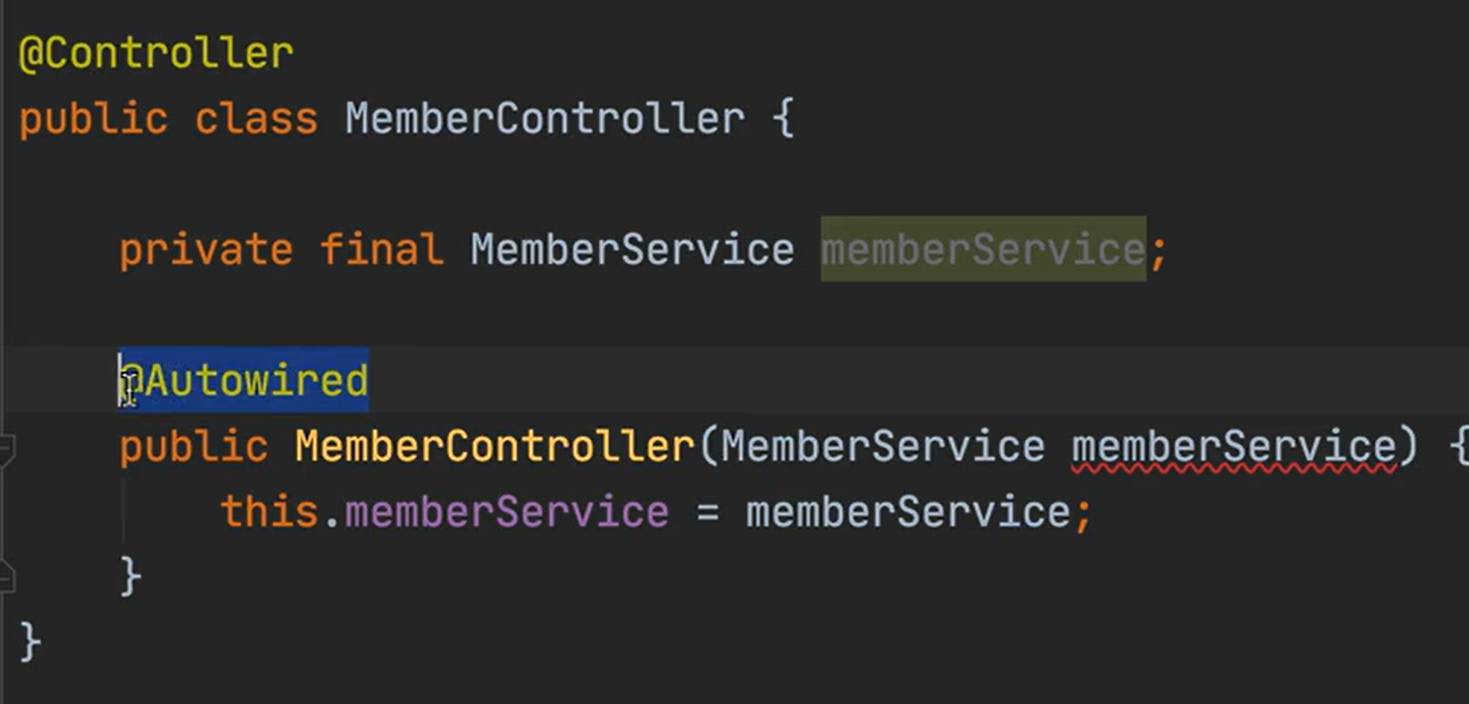 @Controller
public class MemberController {
private final MemberService memberService;
@Autowired
public MemberController(MemberService memberService) {
this.memberService = memberService;
}
}